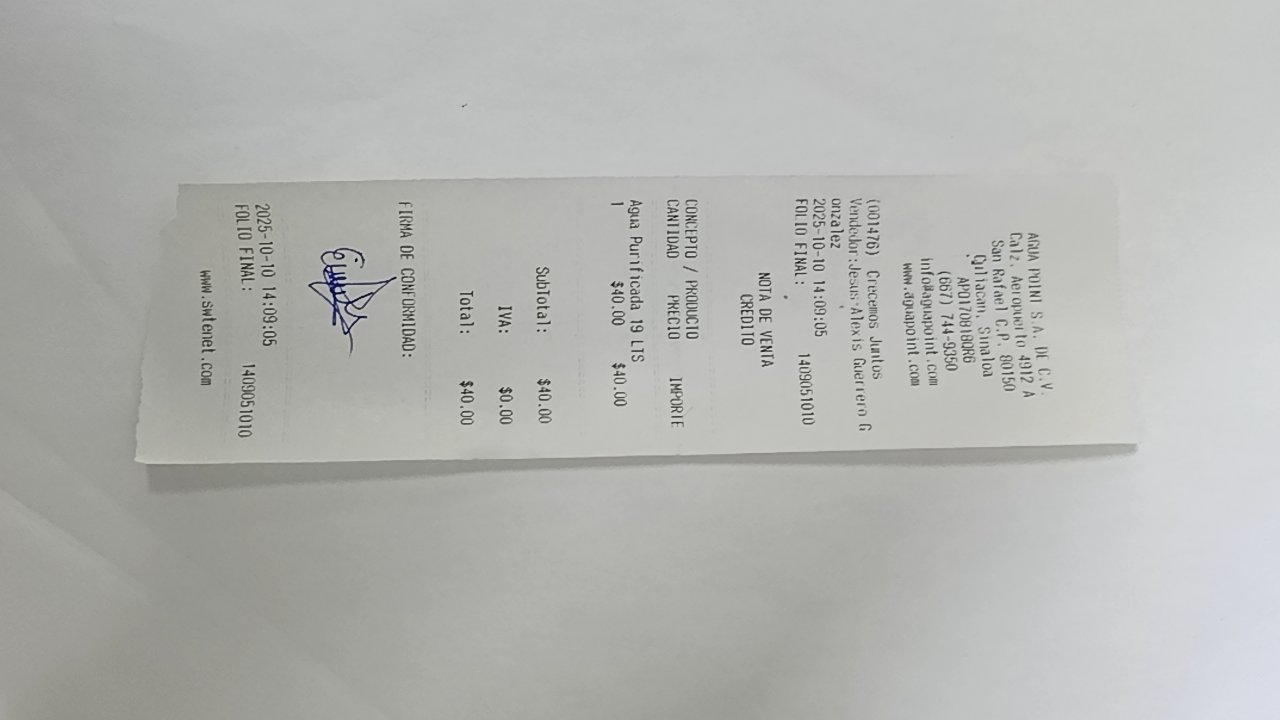 AGUA POINT S.A. DE C.V.
Calz. Aeropuerto 4912 A
San Rafael C.P. 80150
Culiacan, Sinaloa
APO170818QR6
(667) 744-9350
info@aguapoint.com
www.aguapoint.com
(001476) Crecemos Juntos
Vendedor:Jesus Alexis Guerrero G
onzalez
2025-10-10 14:09:05
FOLIO FINAL: 1409051010
NOTA DE VENTA
CREDITO
CONCEPTO / PRODUCTO
CANTIDAD PRECIO IMPORTE
Agua Purificada 19 LTS
1 $40.00 $40.00
SubTotal: $40.00
IVA: $0.00
Total: $40.00
FIRMA DE CONFORMIDAD:
2025-10-10 14:09:05
FOLIO FINAL: 1409051010
www.swtenet.com